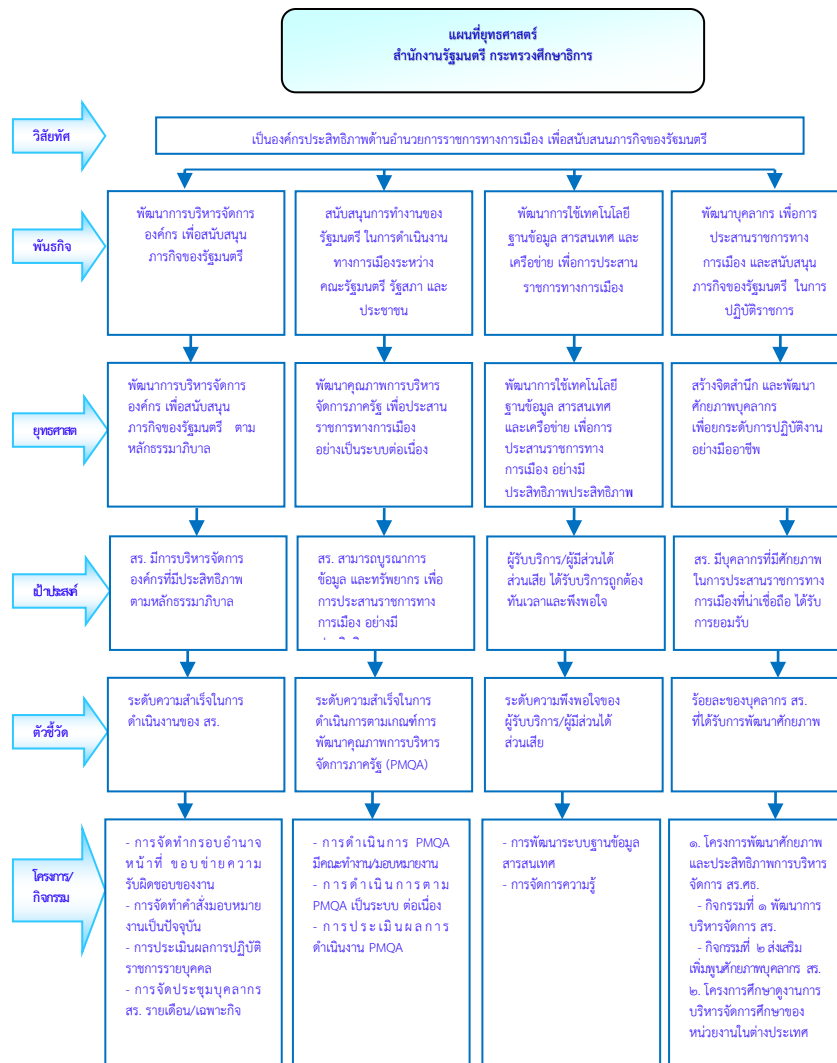 แผนที่ยุทธศาสตร์
สำนักงานรัฐมนตรี กระทรวงศึกษาธิการ
วิสัยทัศ
เป็นองค์กรประสิทธิภาพด้านอำนวยการราชการทางการเมือง เพื่อสนับสนนภารกิจของรัฐมนตรี
พันธกิจ
พัฒนาการบริหารจัดการ
องค์กร เพื่อสนับสนุน
ภารกิจของรัฐมนตรี
สนับสนุนการทำงานของ
รัฐมนตรี ในการดำเนินงาน
ทางการเมืองระหว่าง
คณะรัฐมนตรี รัฐสภา และ
ประชาชน
พัฒนาการใช้เทคโนโลยี
ฐานข้อมูล สารสนเทศ และ
เครือข่าย เพื่อการประสาน
ราชการทางการเมือง
พัฒนาบุคลากร เพื่อการ
ประสานราชการทาง
การเมือง และสนับสนุน
ภารกิจของรัฐมนตรี ในการ
ปฏิบัติราชการ
ยุทธศาสต
พัฒนาการบริหารจัดการ
องค์กร เพื่อสนับสนุน
ภารกิจของรัฐมนตรี ตาม
หลักธรรมาภิบาล
พัฒนาคุณภาพการบริหาร
จัดการภาครัฐ เพื่อประสาน
ราชการทางการเมือง
อย่างเป็นระบบต่อเนื่อง
พัฒนาการใช้เทคโนโลยี
ฐานข้อมูล สารสนเทศ
และเครือข่าย เพื่อการ
ประสานราชการทาง
การเมือง อย่างมี
ประสิทธิภาพประสิทธิภาพ
สร้างจิตสำนึก และพัฒนา
ศักยภาพบุคลากร
เพื่อยกระดับการปฏิบัติงาน
อย่างมืออาชีพ
เป้าประสงค์
สร. มีการบริหารจัดการ
องค์กรที่มีประสิทธิภาพ
ตามหลักธรรมาภิบาล
สร. สามารถบูรณาการ
ข้อมูล และทรัพยากร เพื่อ
การประสานราชการทาง
การเมือง อย่างมี
ผู้รับบริการ/ผู้มีส่วนได้
ส่วนเสีย ได้รับบริการถูกต้อง
ทันเวลาและพึงพอใจ
สร. มีบุคลากรที่มีศักยภาพ
ในการประสานราชการทาง
การเมืองที่น่าเชื่อถือ ได้รับ
การยอมรับ
ตัวชี้วัด
ระดับความสำเร็จในการ
ดำเนินงานของ สร.
ระดับความสำเร็จในการ
ดำเนินการตามเกณฑ์การ
พัฒนาคุณภาพการบริหาร
จัดการภาครัฐ (PMQA)
ระดับความพึงพอใจของ
ผู้รับบริการ/ผู้มีส่วนได้
ส่วนเสีย
ร้อยละของบุคลากร สร.
ที่ได้รับการพัฒนาศักยภาพ
โครงการ/
กิจกรรม
- การจัดทำกรอบอำนาจ
หน้าที่ ขอบข่ายความ
รับผิดชอบของงาน
- การจัดทำคำสั่งมอบหมาย
งานเป็นปัจจุบัน
- การประเมินผลการปฏิบัติ
ราชการรายบุคคล
- การจัดประชุมบุคลากร
สร. รายเดือน/เฉพาะกิจ
- การดำเนินการ PMQA
มีคณะทำงาน/มอบหมายงาน
- การดำเนินการตาม
PMQA เป็นระบบ ต่อเนื่อง
- การประเมินผลการ
ดำเนินงาน PMQA
- การพัฒนาระบบฐานข้อมูล
สารสนเทศ
- การจัดการความรู้
๑. โครงการพัฒนาศักยภาพ
และประสิทธิภาพการบริหาร
จัดการ สร.ศธ.
- กิจกรรมที่ ๑ พัฒนาการ
บริหารจัดการ สร.
- กิจกรรมที่ ๒ ส่งเสริม
เพิ่มพูนศักยภาพบุคลากร สร.
๒. โครงการศึกษาดูงานการ
บริหารจัดการศึกษาของ
หน่วยงานในต่างประเทศ